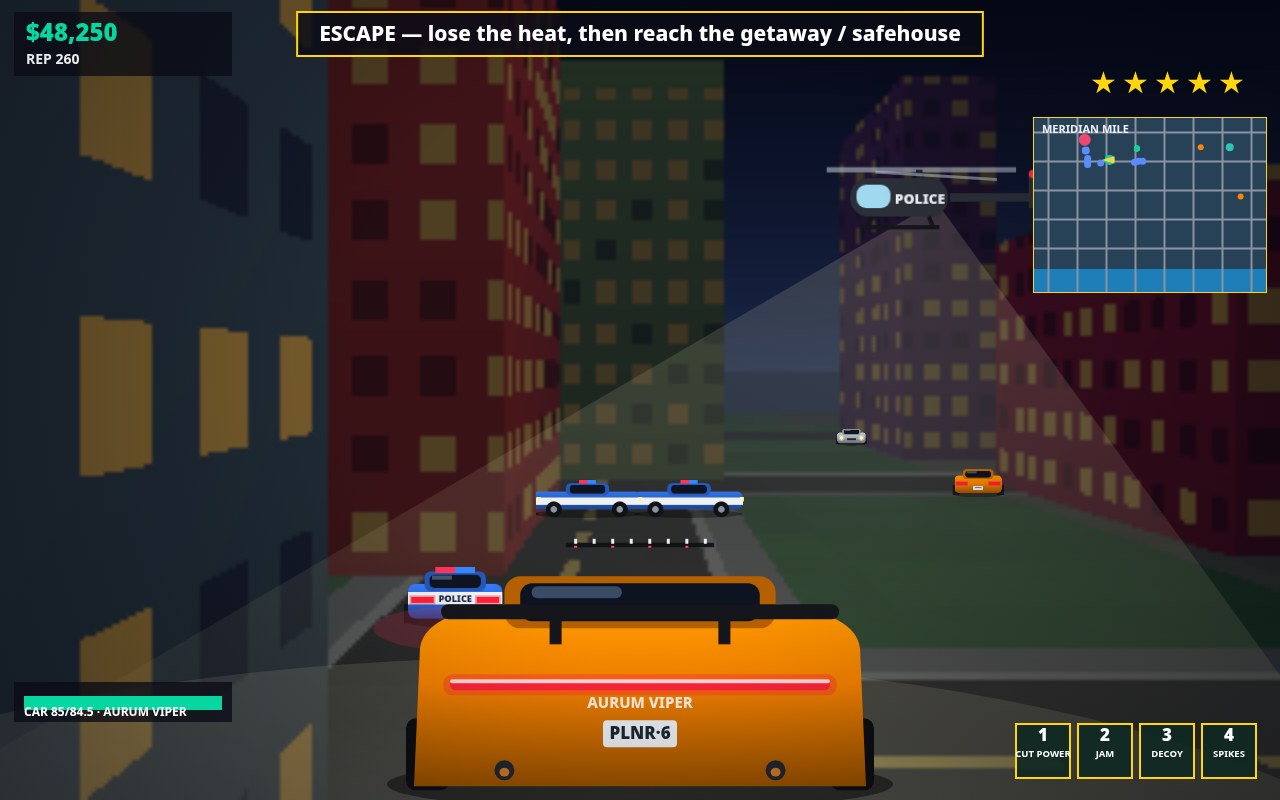 $48,250
REP 260
ESCAPE — lose the heat, then reach the getaway / safehouse
MERIDIAN MILE
POLICE
POLICE
AURUM VIPER
PLNR·6
CAR 85/84.5 · AURUM VIPER
1
CUT POWER
2
JAM
3
DECOY
4
SPIKES